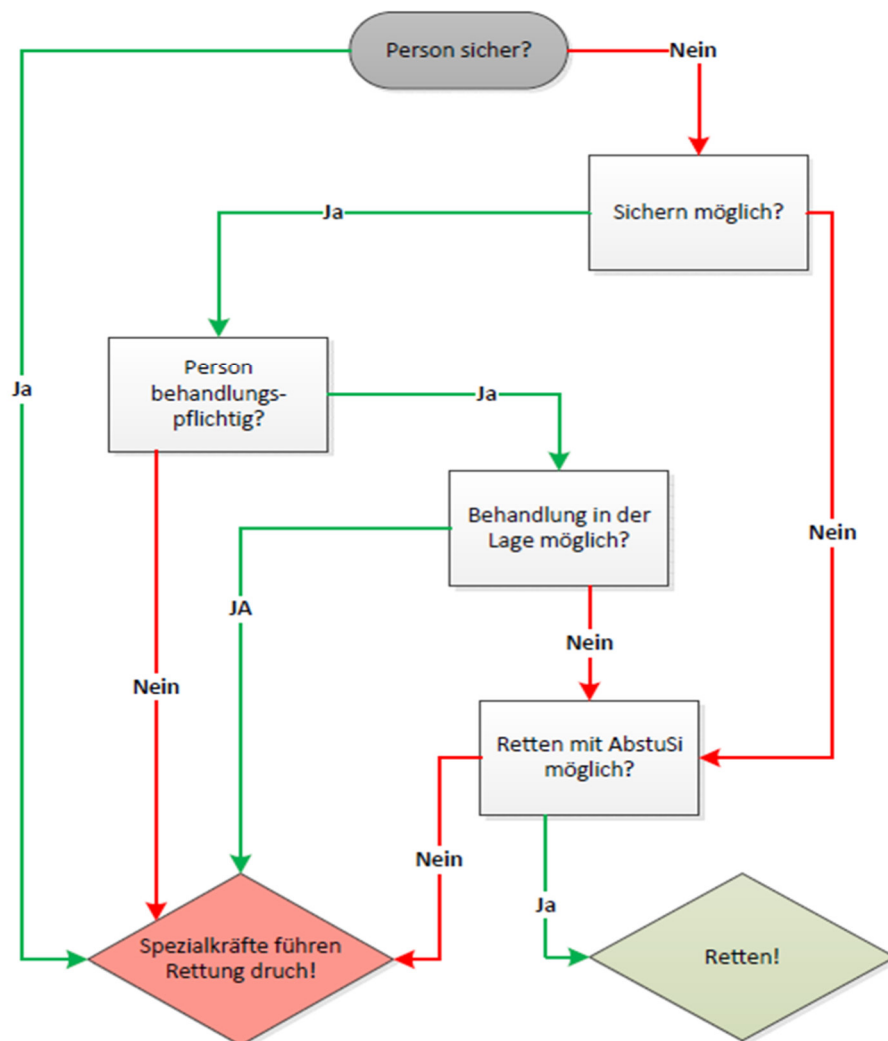 Person sicher?
Nein
Sichern möglich?
Ja
Person
behandlungs-
pflichtig?
Ja
Ja
Behandlung in der
Lage möglich?
Nein
JA
Nein
Nein
Retten mit AbstuSi
möglich?
Nein
Ja
Spezialkräfte führen
Rettung druch!
Retten!